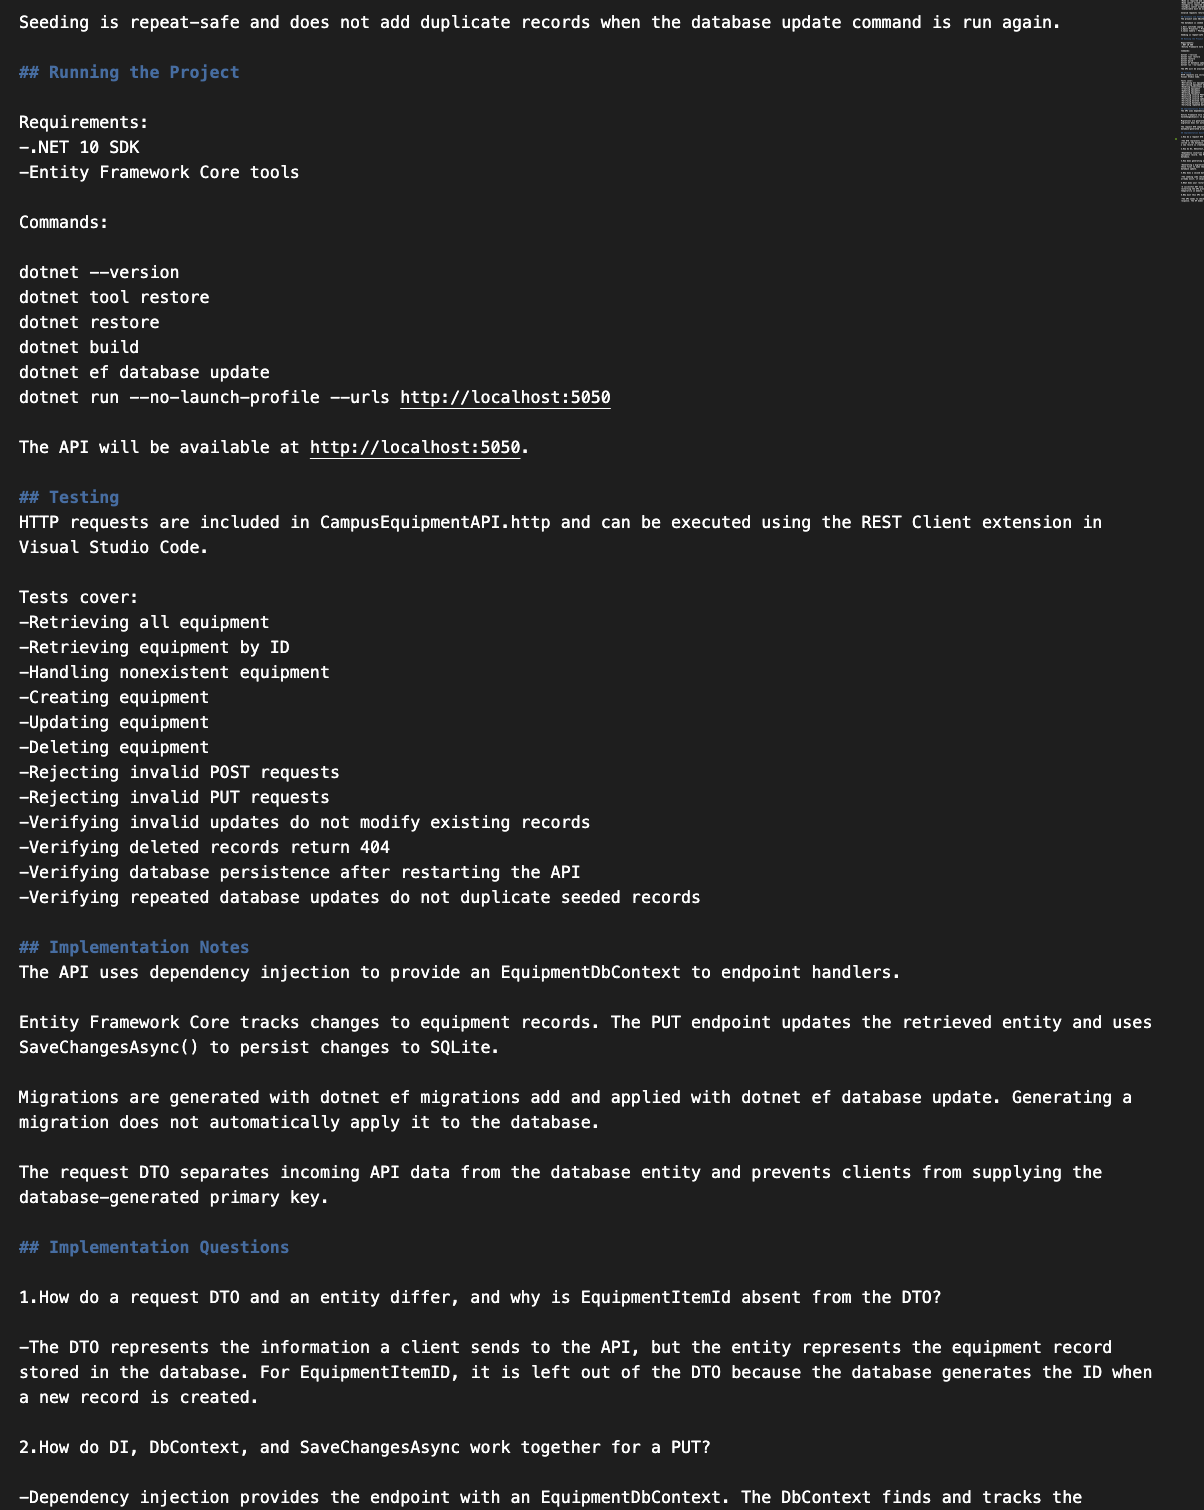 Seeding is repeat-safe and does not add duplicate records when the database update command is run again.
## Running the Project
Requirements:
-.NET 10 SDK
-Entity Framework Core tools
Commands:
dotnet --version
dotnet tool restore
dotnet restore
dotnet build
dotnet ef database update
dotnet run --no-launch-profile --urls http://localhost:5050
The API will be available at http://localhost:5050.
## Testing
HTTP requests are included in CampusEquipmentAPI.http and can be executed using the REST Client extension in
Visual Studio Code.
Tests cover:
-Retrieving all equipment
-Retrieving equipment by ID
-Handling nonexistent equipment
-Creating equipment
-Updating equipment
-Deleting equipment
-Rejecting invalid POST requests
-Rejecting invalid PUT requests
-Verifying invalid updates do not modify existing records
-Verifying deleted records return 404
-Verifying database persistence after restarting the API
-Verifying repeated database updates do not duplicate seeded records
## Implementation Notes
The API uses dependency injection to provide an EquipmentDbContext to endpoint handlers.
Entity Framework Core tracks changes to equipment records. The PUT endpoint updates the retrieved entity and uses
SaveChangesAsync() to persist changes to SQLite.
Migrations are generated with dotnet ef migrations add and applied with dotnet ef database update. Generating a
migration does not automatically apply it to the database.
The request DTO separates incoming API data from the database entity and prevents clients from supplying the
database-generated primary key.
## Implementation Questions
1.How do a request DTO and an entity differ, and why is EquipmentItemId absent from the DTO?
-The DTO represents the information a client sends to the API, but the entity represents the equipment record
stored in the database. For EquipmentItemID, it is left out of the DTO because the database generates the ID when
a new record is created.
2.How do DI, DbContext, and SaveChangesAsync work together for a PUT?
-Dependency injection provides the endpoint with an EquipmentDbContext. The DbContext finds and tracks the